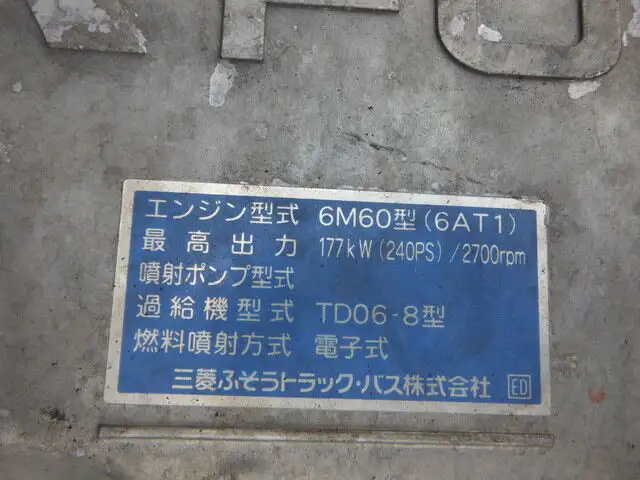 エンジン型式 6M60型(6AT1)
最高出力 177kW(240PS)/2700rpm
噴射ポンプ型式
過給機型式 TD06-8型
燃料噴射方式 電子式
三菱ふそうトラック・バス株式会社 ED